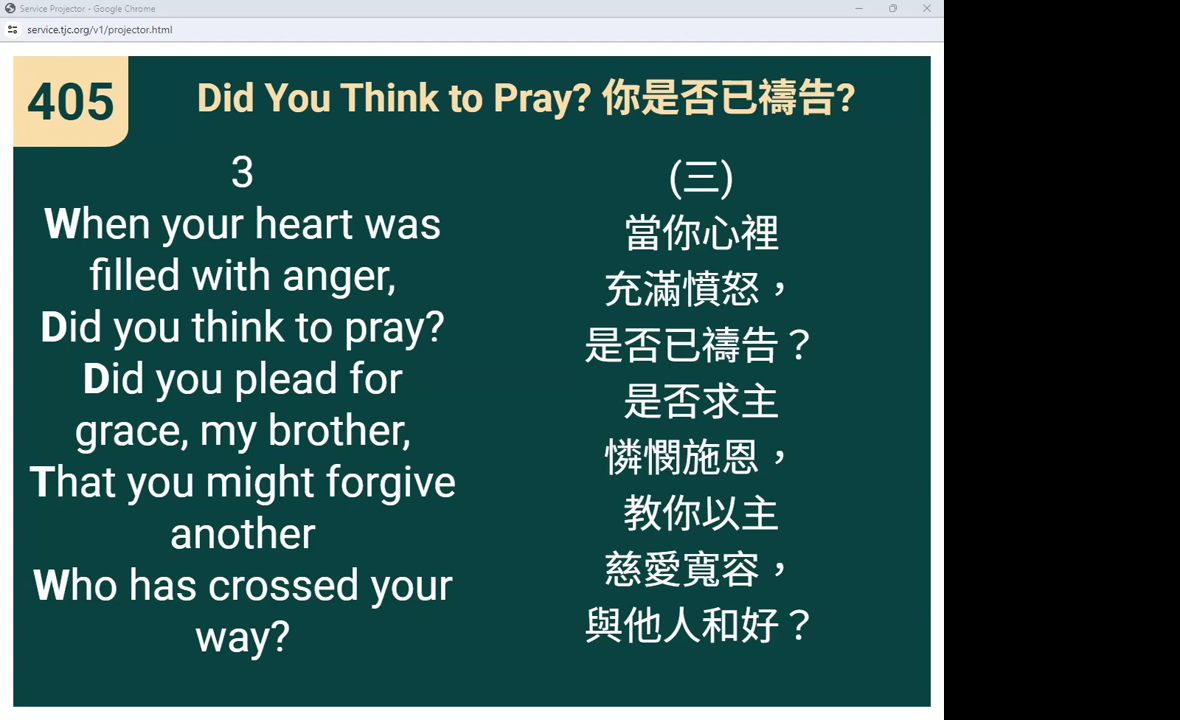 Service Projector - Google Chrome
service.tjc.org/v1/projector.html
405
Did You Think to Pray? 你是否已禱告?
3
When your heart was
filled with anger,
Did you think to pray?
Did you plead for
grace, my brother,
That you might forgive
another
Who has crossed your
way?
(三)
當你心裡
充滿憤怒，
是否已禱告？
是否求主
憐憫施恩，
教你以主
慈愛寬容，
與他人和好？